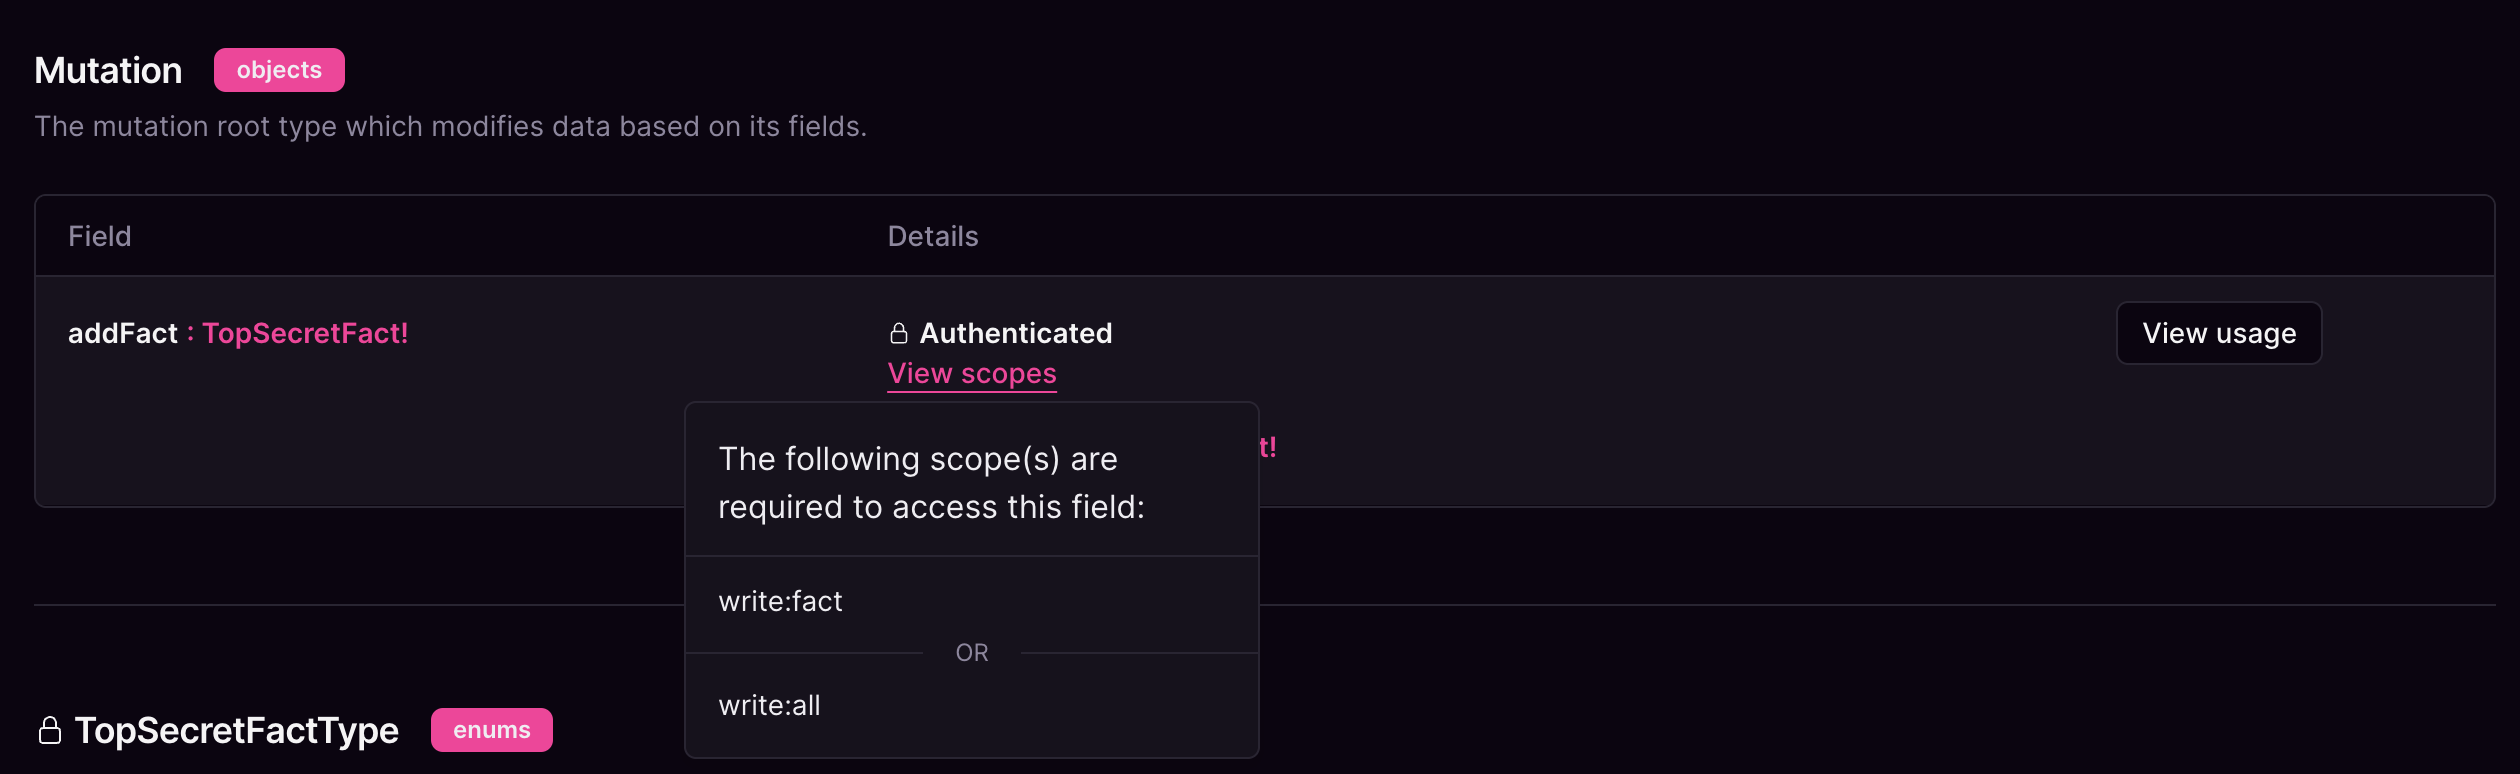 Mutation objects
The mutation root type which modifies data based on its fields.
Field Details
addFact : TopSecretFact! Authenticated View usage
View scopes
t!
The following scope(s) are
required to access this field:
write:fact
OR
write:all
TopSecretFactType enums